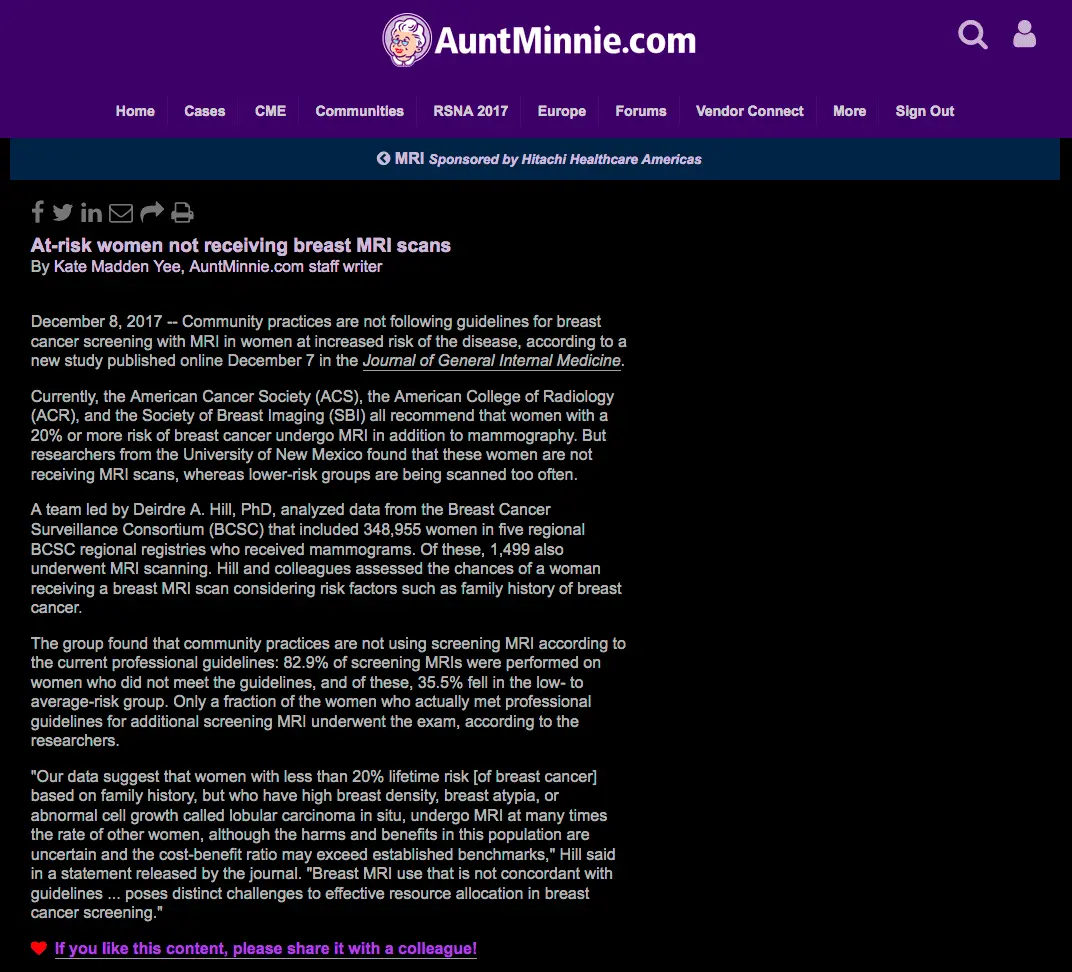 AuntMinnie.com
Home Cases CME Communities RSNA 2017 Europe Forums Vendor Connect More Sign Out
MRI Sponsored by Hitachi Healthcare Americas
At-risk women not receiving breast MRI scans
By Kate Madden Yee, AuntMinnie.com staff writer
December 8, 2017 -- Community practices are not following guidelines for breast
cancer screening with MRI in women at increased risk of the disease, according to a
new study published online December 7 in the Journal of General Internal Medicine.
Currently, the American Cancer Society (ACS), the American College of Radiology
(ACR), and the Society of Breast Imaging (SBI) all recommend that women with a
20% or more risk of breast cancer undergo MRI in addition to mammography. But
researchers from the University of New Mexico found that these women are not
receiving MRI scans, whereas lower-risk groups are being scanned too often.
A team led by Deirdre A. Hill, PhD, analyzed data from the Breast Cancer
Surveillance Consortium (BCSC) that included 348,955 women in five regional
BCSC regional registries who received mammograms. Of these, 1,499 also
underwent MRI scanning. Hill and colleagues assessed the chances of a woman
receiving a breast MRI scan considering risk factors such as family history of breast
cancer.
The group found that community practices are not using screening MRI according to
the current professional guidelines: 82.9% of screening MRIs were performed on
women who did not meet the guidelines, and of these, 35.5% fell in the low- to
average-risk group. Only a fraction of the women who actually met professional
guidelines for additional screening MRI underwent the exam, according to the
researchers.
"Our data suggest that women with less than 20% lifetime risk [of breast cancer]
based on family history, but who have high breast density, breast atypia, or
abnormal cell growth called lobular carcinoma in situ, undergo MRI at many times
the rate of other women, although the harms and benefits in this population are
uncertain and the cost-benefit ratio may exceed established benchmarks," Hill said
in a statement released by the journal. "Breast MRI use that is not concordant with
guidelines ... poses distinct challenges to effective resource allocation in breast
cancer screening."
If you like this content, please share it with a colleague!